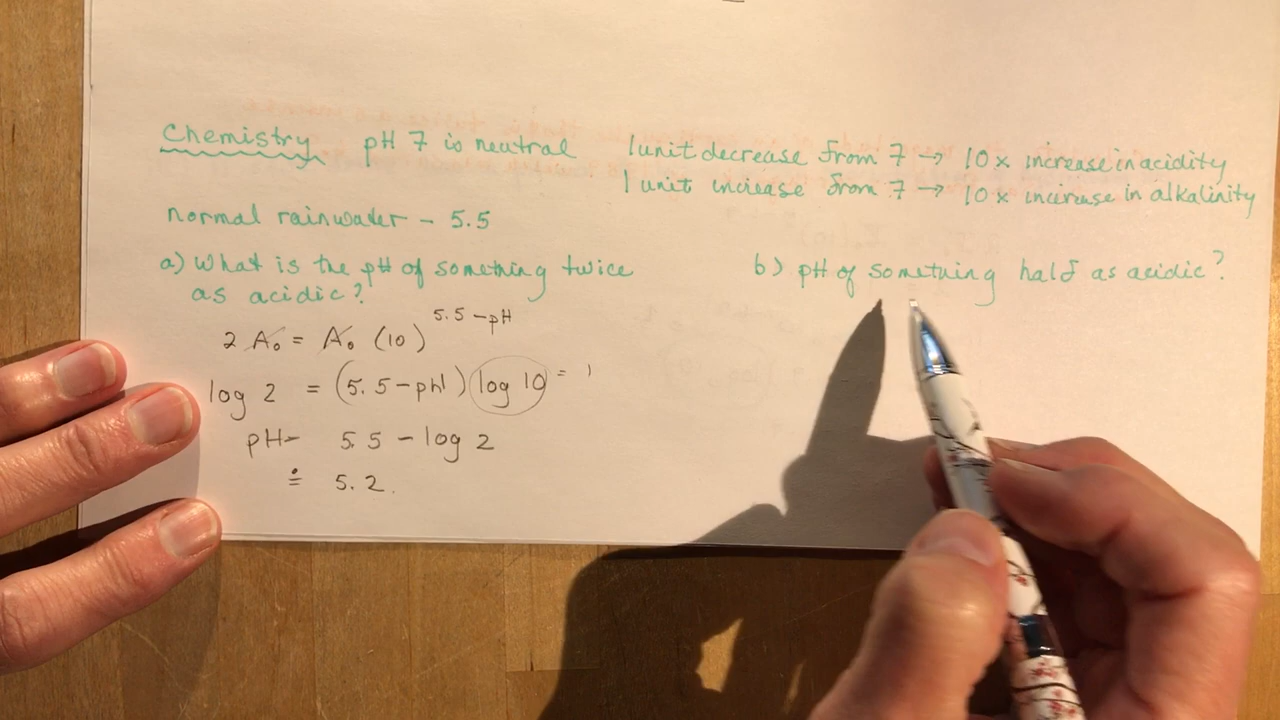 Chemistry pH 7 is neutral
1 unit decrease from 7 → 10x increase in acidity
1 unit increase from 7 → 10x increase in alkalinity
normal rainwater - 5.5
a) What is the pH of something twice
as acidic?
2 A₀ = A₀ (10)^5.5-pH
log 2 = (5.5-pH) log 10 = 1
pH = 5.5 - log 2
≐ 5.2.
b) pH of something half as acidic?